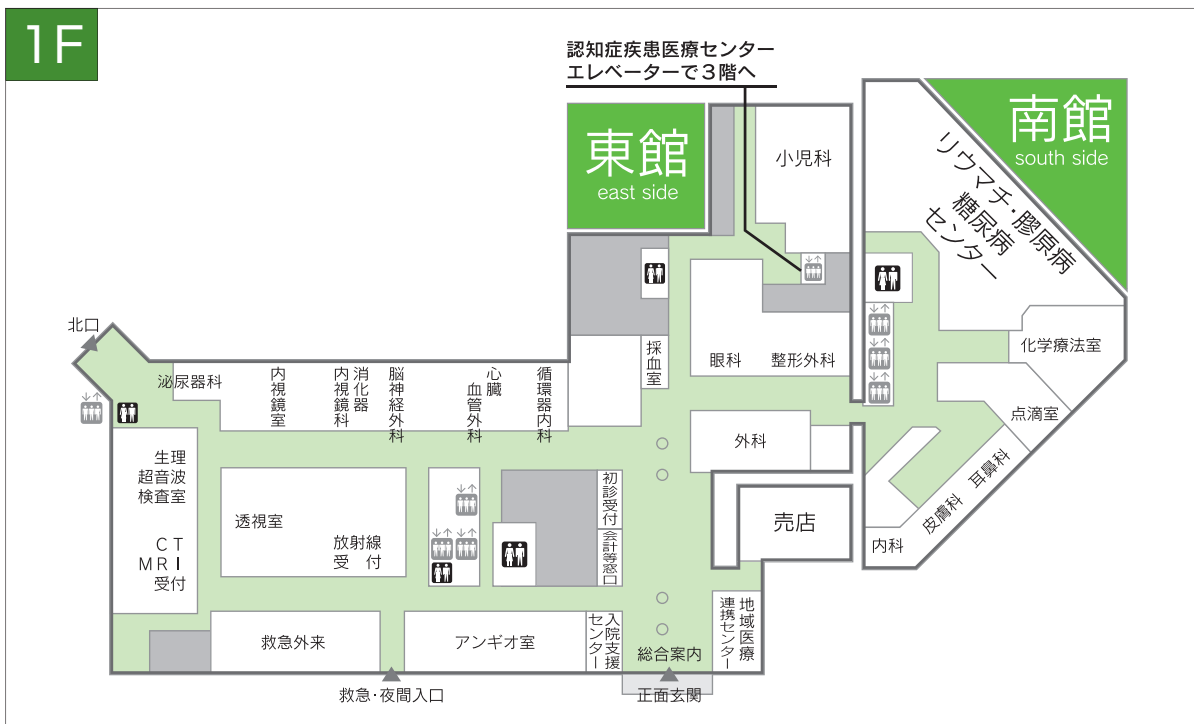 1F
認知症疾患医療センター
エレベーターで3階へ
東館
east side
南館
south side
小児科
リウマチ・膠原病
糖尿病
センター
北口
泌尿器科
内視鏡室
消化器
内視鏡科
脳神経外科
心臓
血管外科
循環器内科
採血室
眼科
整形外科
化学療法室
点滴室
耳鼻科
皮膚科
内科
外科
売店
生理
超音波
検査室
CT
MRI
受付
透視室
放射線
受付
初診受付
会計等窓口
救急外来
アンギオ室
入院支援
センター
総合案内
地域医療
連携センター
救急・夜間入口
正面玄関